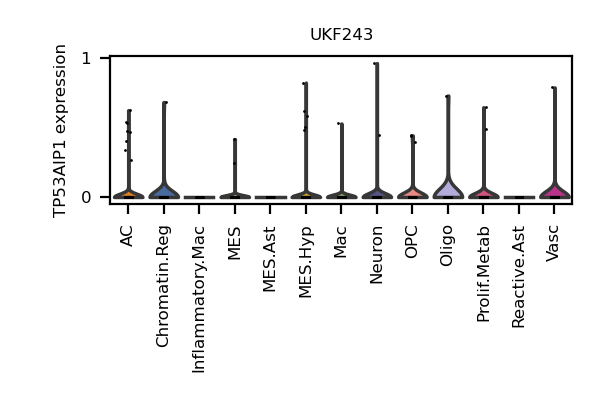 UKF243
TP53AIP1 expression
1
0
AC
Chromatin.Reg
Inflammatory.Mac
MES
MES.Ast
MES.Hyp
Mac
Neuron
OPC
Oligo
Prolif.Metab
Reactive.Ast
Vasc